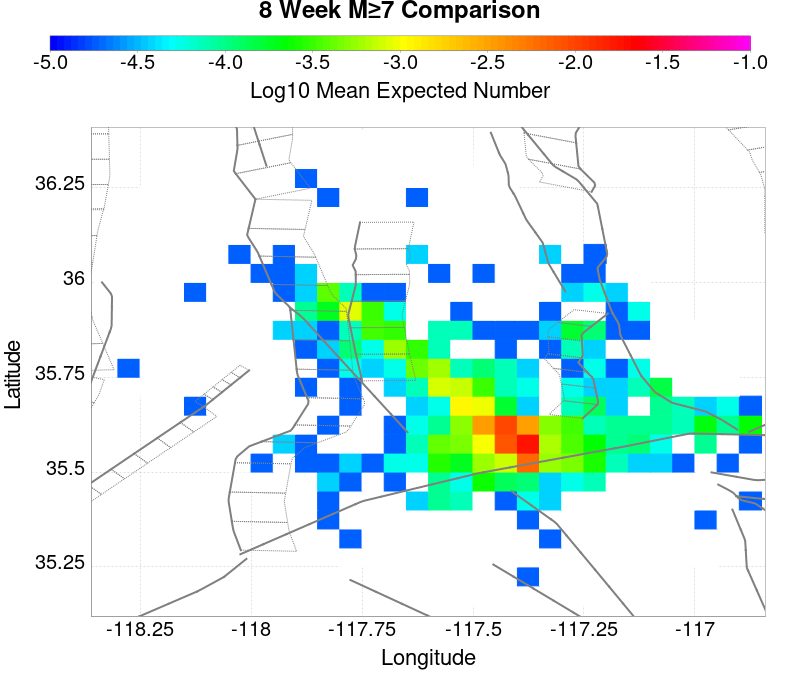 8 Week M≥7 Comparison
-5.0 -4.5 -4.0 -3.5 -3.0 -2.5 -2.0 -1.5 -1.0
Log10 Mean Expected Number
36.25
36
35.75
35.5
35.25
Latitude
-118.25 -118 -117.75 -117.5 -117.25 -117
Longitude